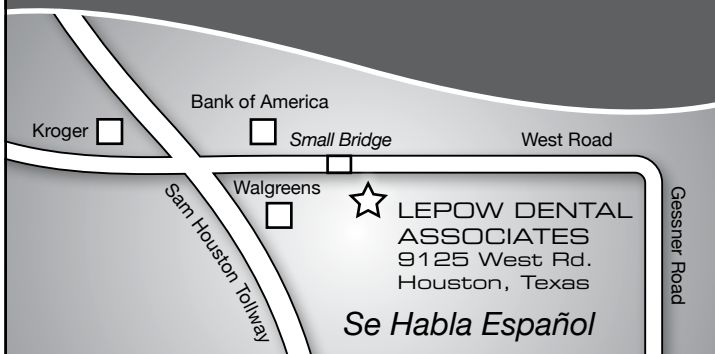 Bank of America
Kroger
Small Bridge
West Road
Walgreens
Sam Houston Tollway
Gessner Road
LEPOW DENTAL
ASSOCIATES
9125 West Rd.
Houston, Texas
Se Habla Español